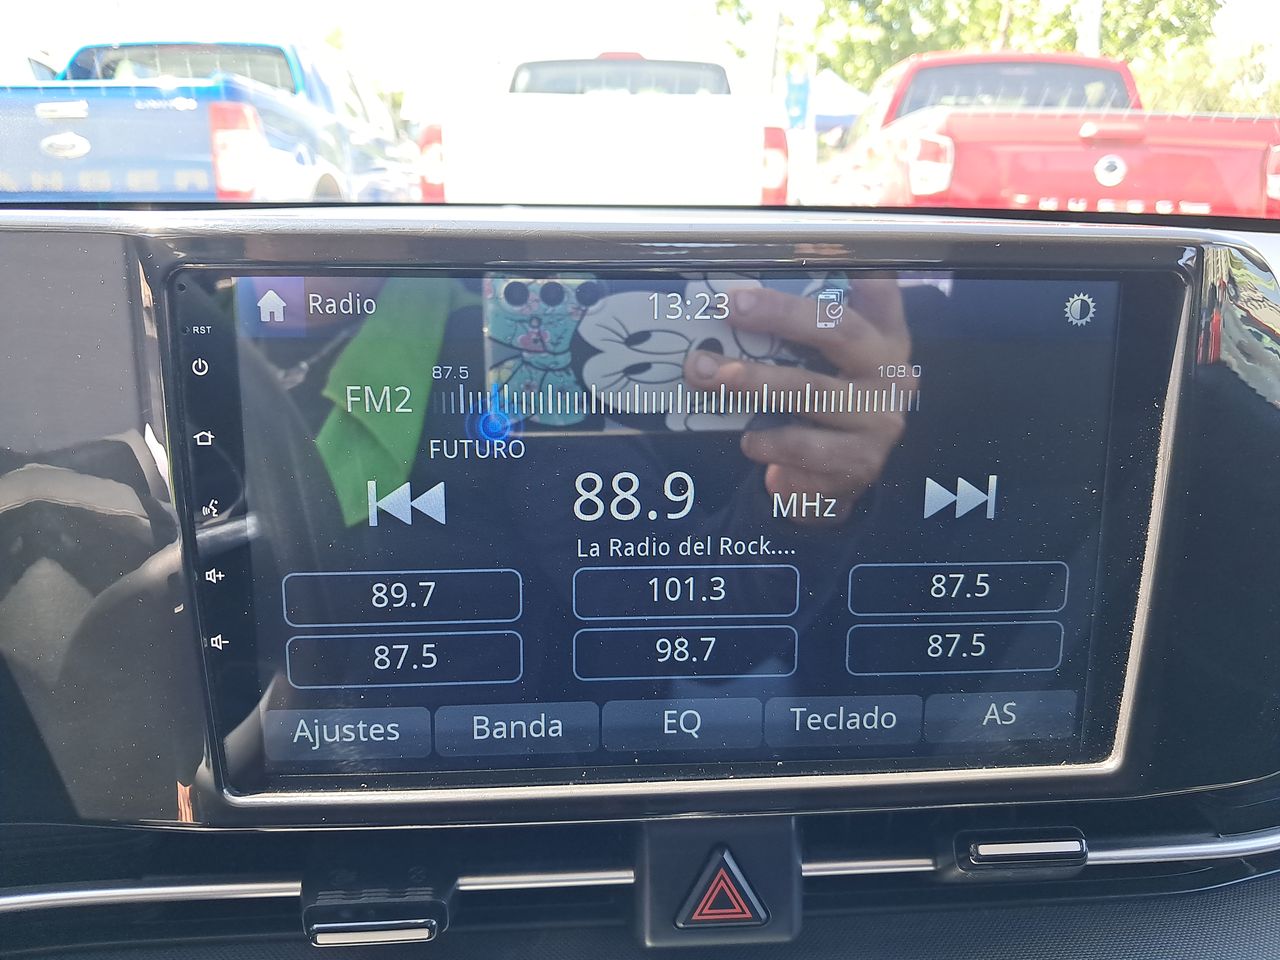 RANGER
RST
Radio
13:23
87.5
108.0
FM2
FUTURO
88.9
MHz
La Radio del Rock....
89.7
101.3
87.5
87.5
98.7
87.5
Ajustes
Banda
EQ
Teclado
AS